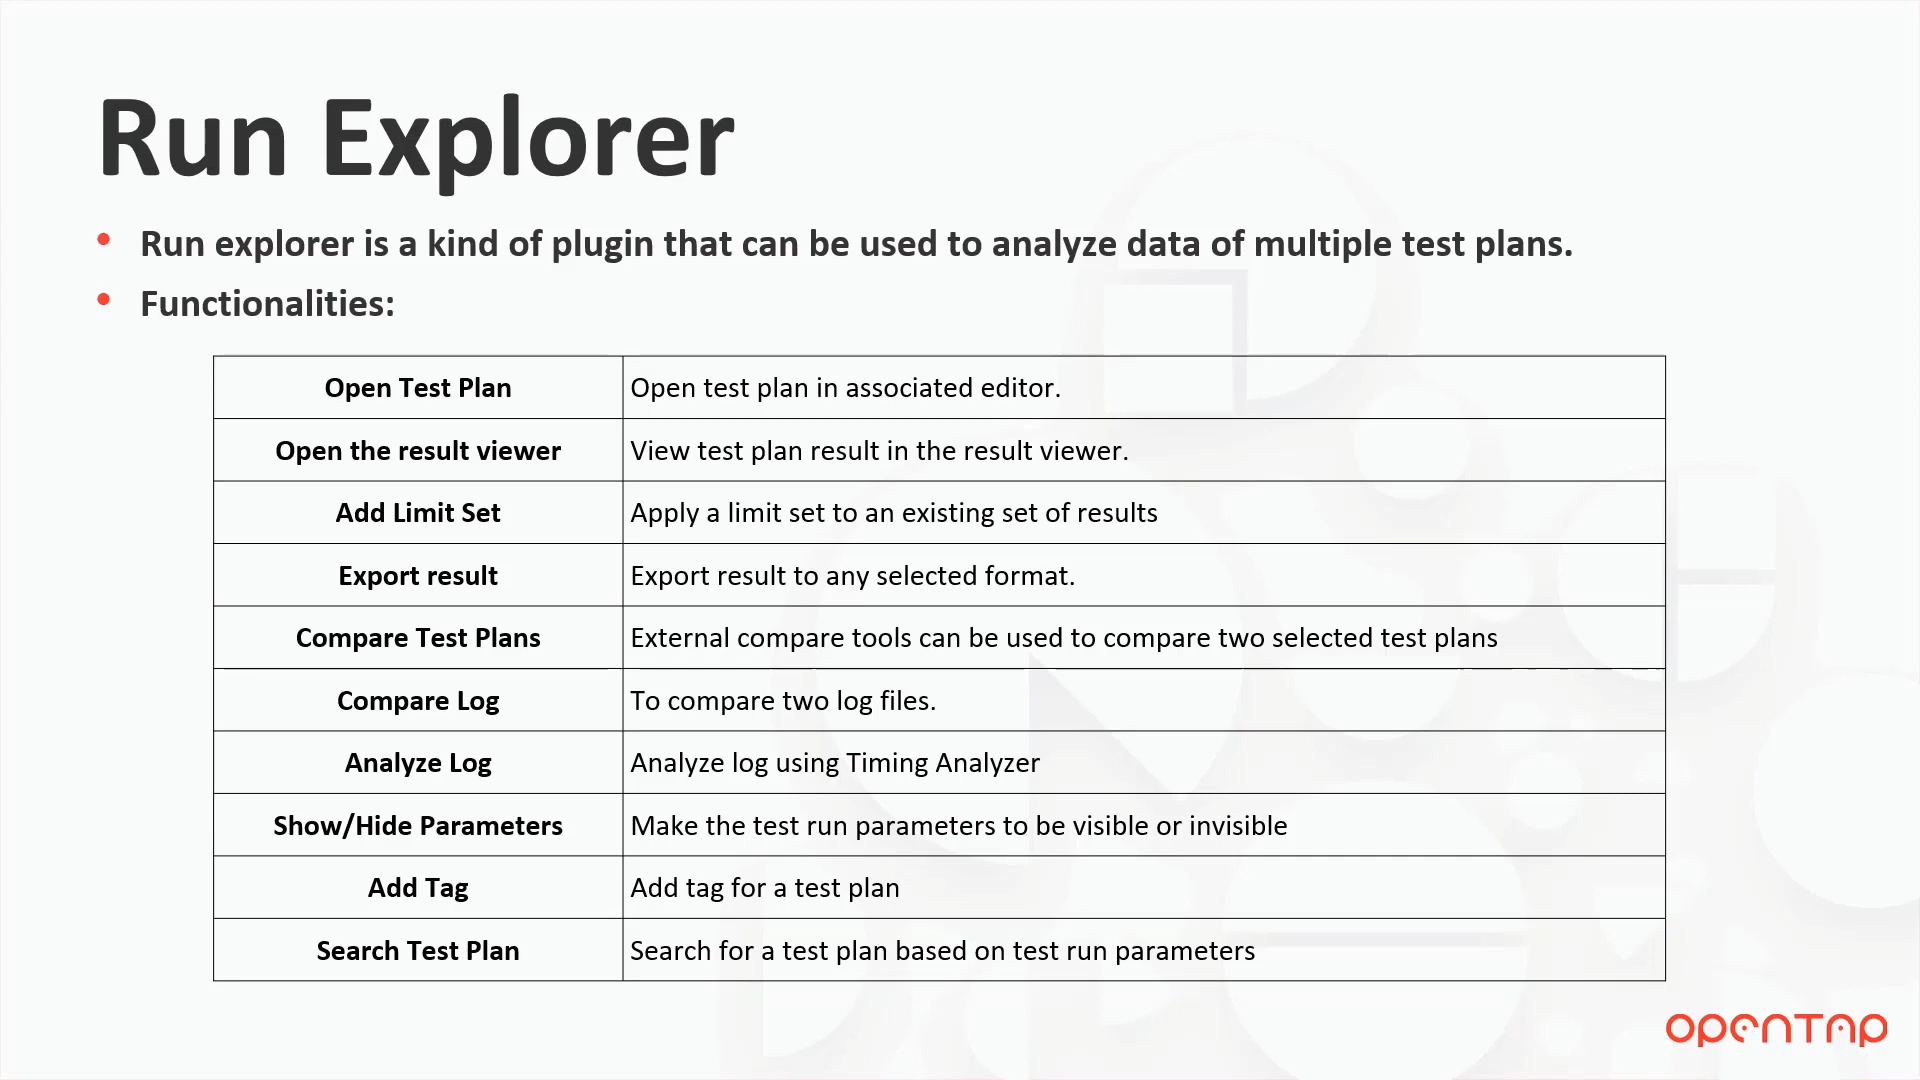 Run Explorer
Run explorer is a kind of plugin that can be used to analyze data of multiple test plans.
Functionalities:
Open Test Plan
Open test plan in associated editor.
Open the result viewer
View test plan result in the result viewer.
Add Limit Set
Apply a limit set to an existing set of results
Export result
Export result to any selected format.
Compare Test Plans
External compare tools can be used to compare two selected test plans
Compare Log
To compare two log files.
Analyze Log
Analyze log using Timing Analyzer
Show/Hide Parameters
Make the test run parameters to be visible or invisible
Add Tag
Add tag for a test plan
Search Test Plan
Search for a test plan based on test run parameters
OPENTAP